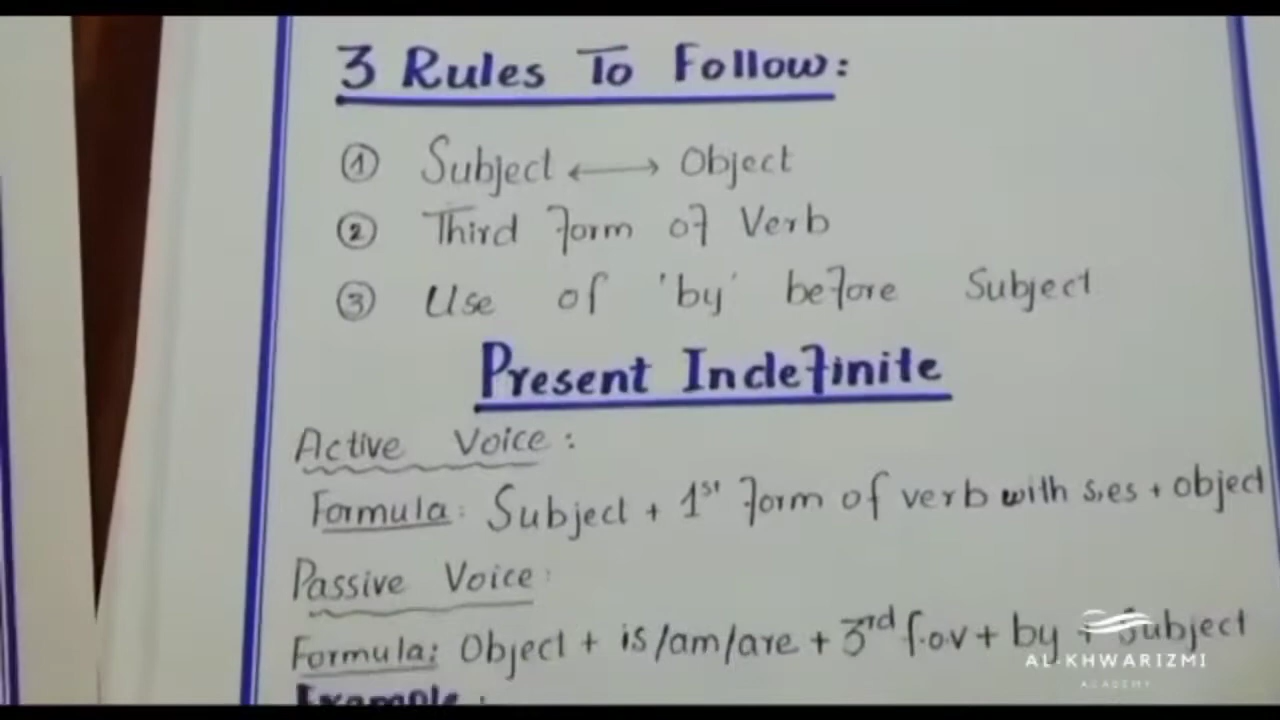 3 Rules To Follow:
① Subject ⟷ Object
② Third form of Verb
③ Use of 'by' before Subject
Present Indefinite
Active Voice:
Formula: Subject + 1st form of verb with s,es + object
Passive Voice:
Formula: Object + is/am/are + 3rd f.o.v + by + Subject
AL-KHWARIZMI
ACADEMY
Example: